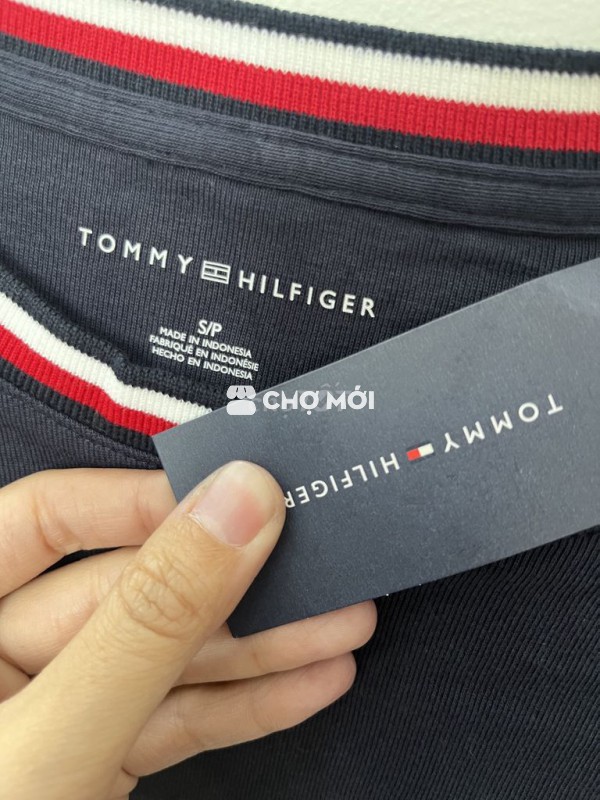 TOMMY HILFIGER
S/P
MADE IN INDONESIA
FABRIQUÉ EN INDONÉSIE
HECHO EN INDONESIA
CHỢ MỚI
TOMMY HILFIGER